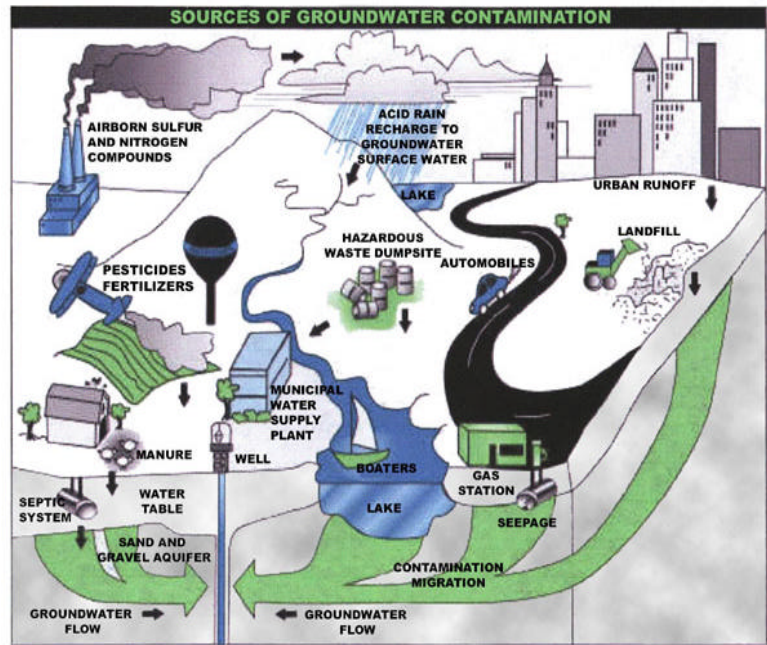 SOURCES OF GROUNDWATER CONTAMINATION
AIRBORN SULFUR
AND NITROGEN
COMPOUNDS
ACID RAIN
RECHARGE TO
GROUNDWATER
SURFACE WATER
LAKE
URBAN RUNOFF
LANDFILL
HAZARDOUS
WASTE DUMPSITE
AUTOMOBILES
PESTICIDES
FERTILIZERS
MUNICIPAL
WATER
SUPPLY
PLANT
MANURE
WELL
BOATERS
GAS
STATION
SEPTIC
SYSTEM
WATER
TABLE
LAKE
SEEPAGE
SAND AND
GRAVEL AQUIFER
CONTAMINATION
MIGRATION
GROUNDWATER
FLOW
GROUNDWATER
FLOW